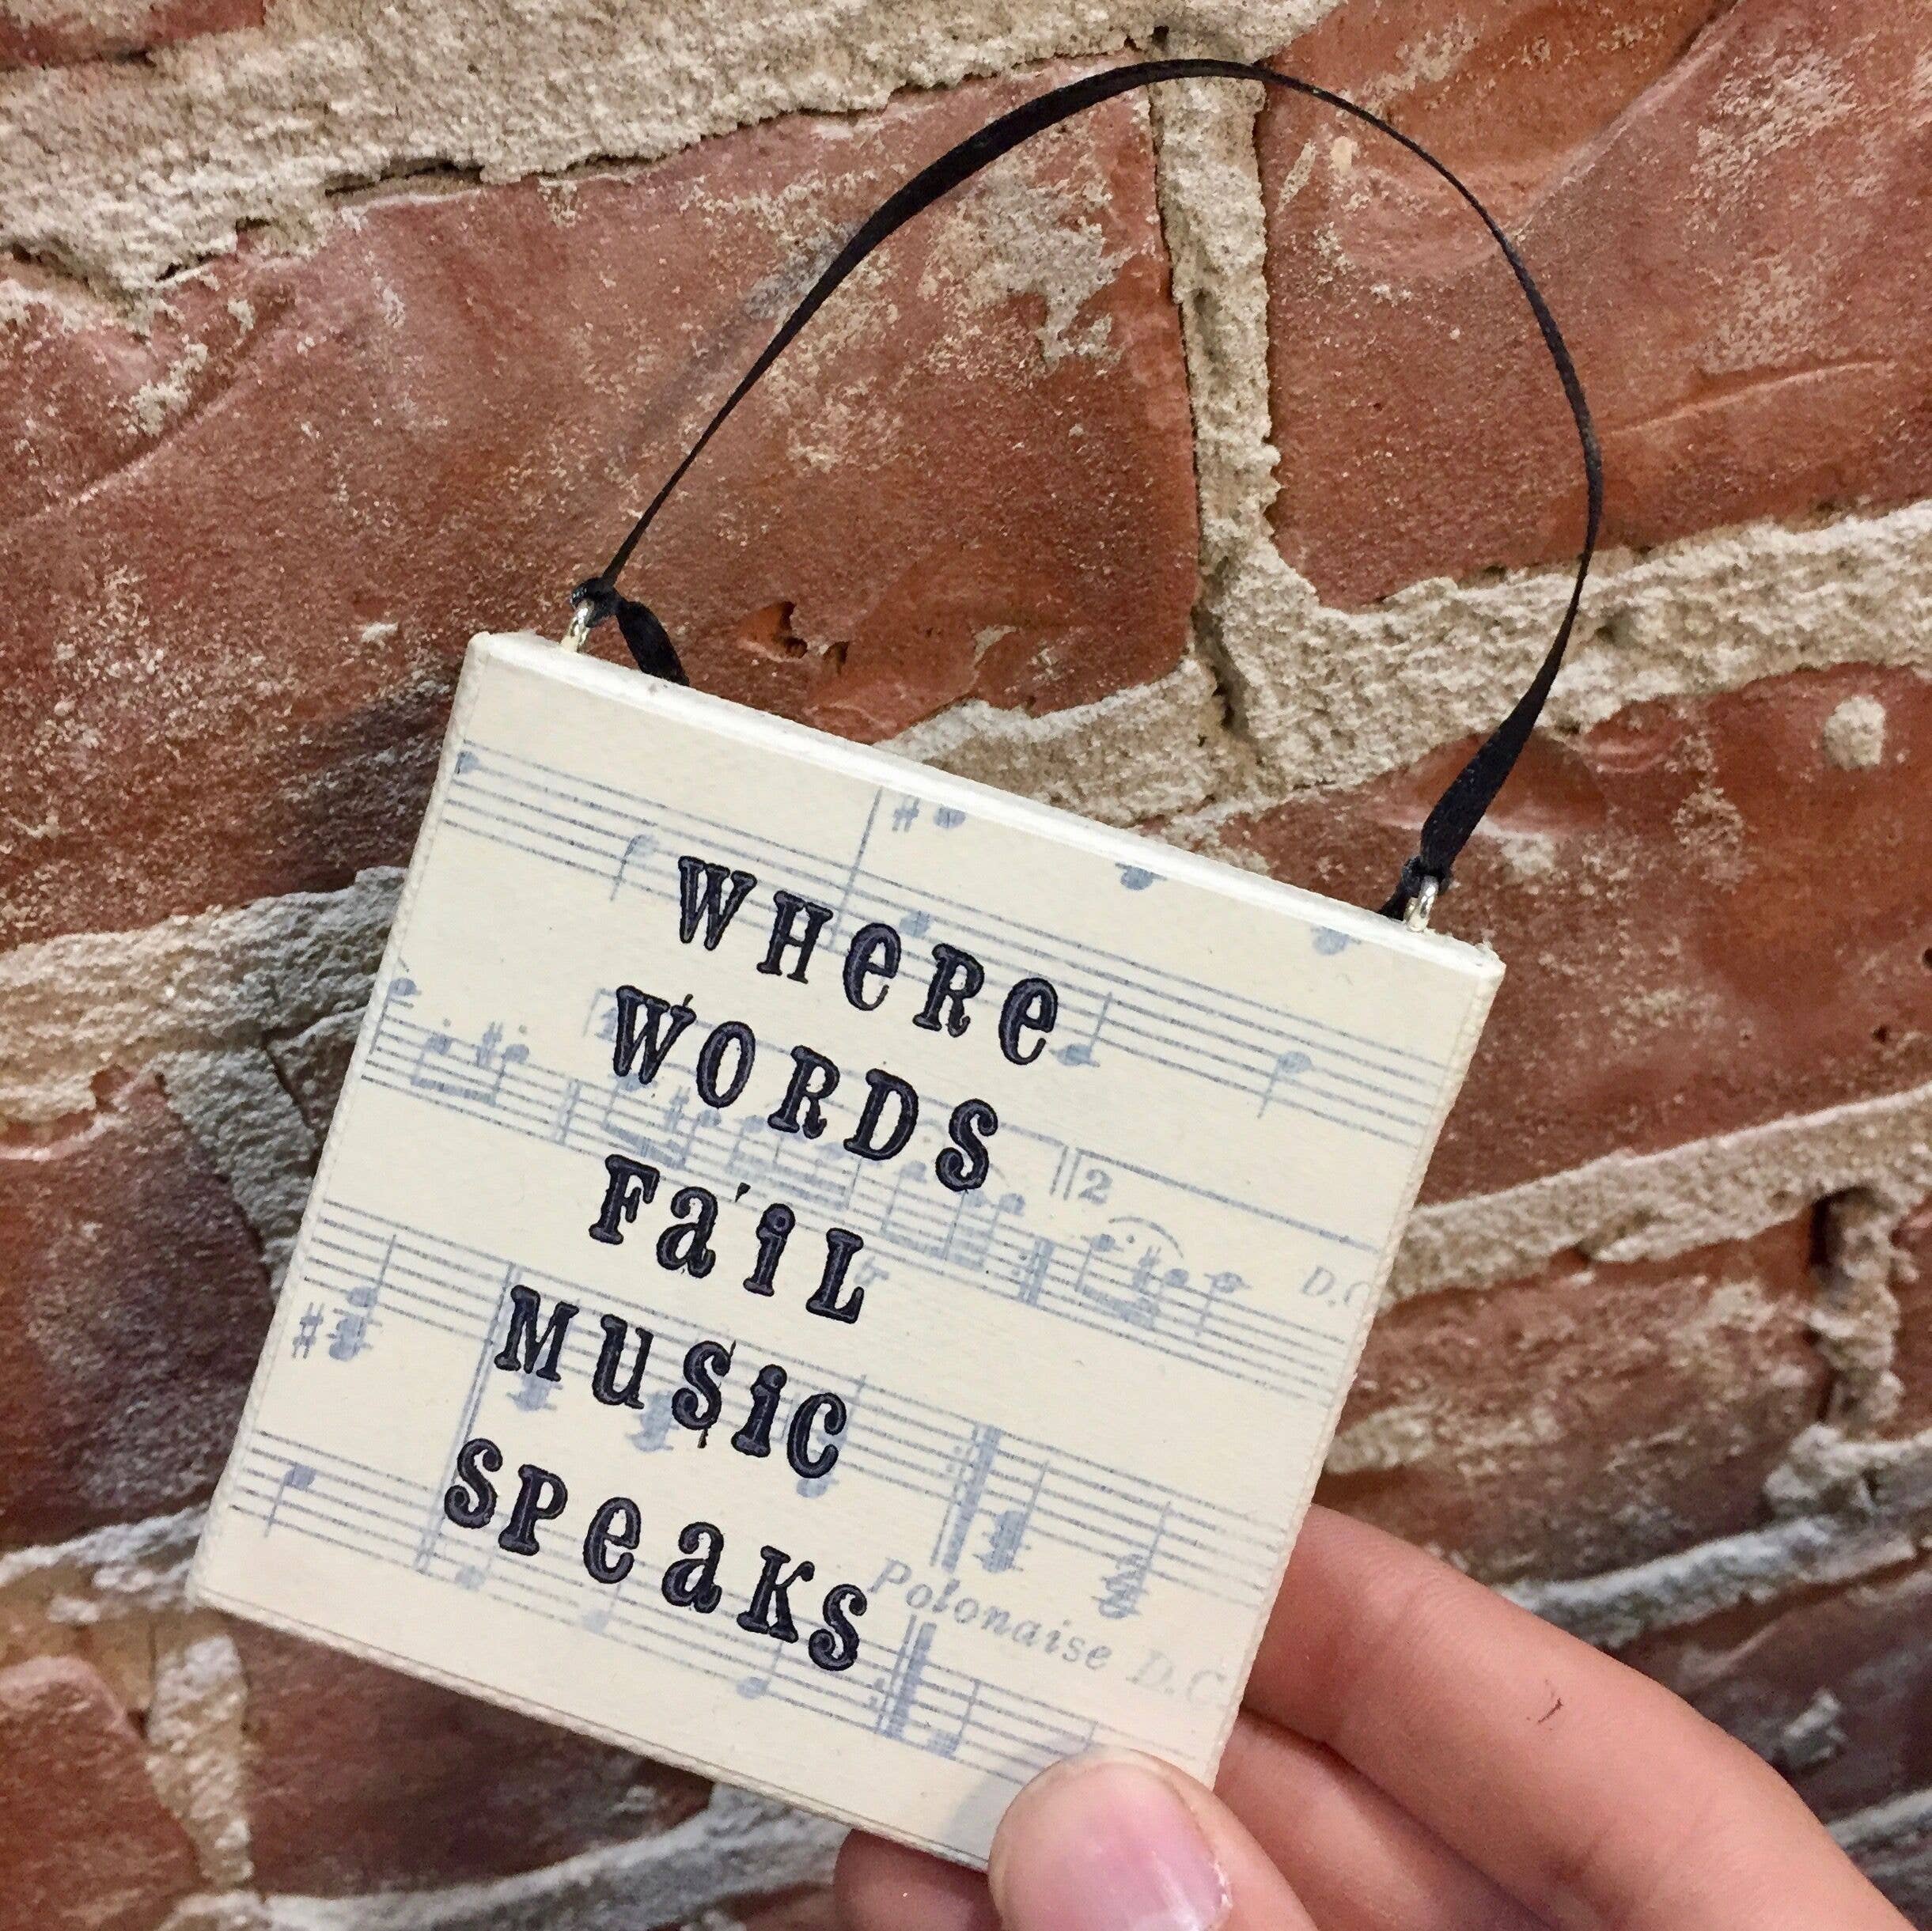 WHeRe
WORDS
FaiL
MUSiC
SPeaKS
2
D.C
Polonaise D.C.